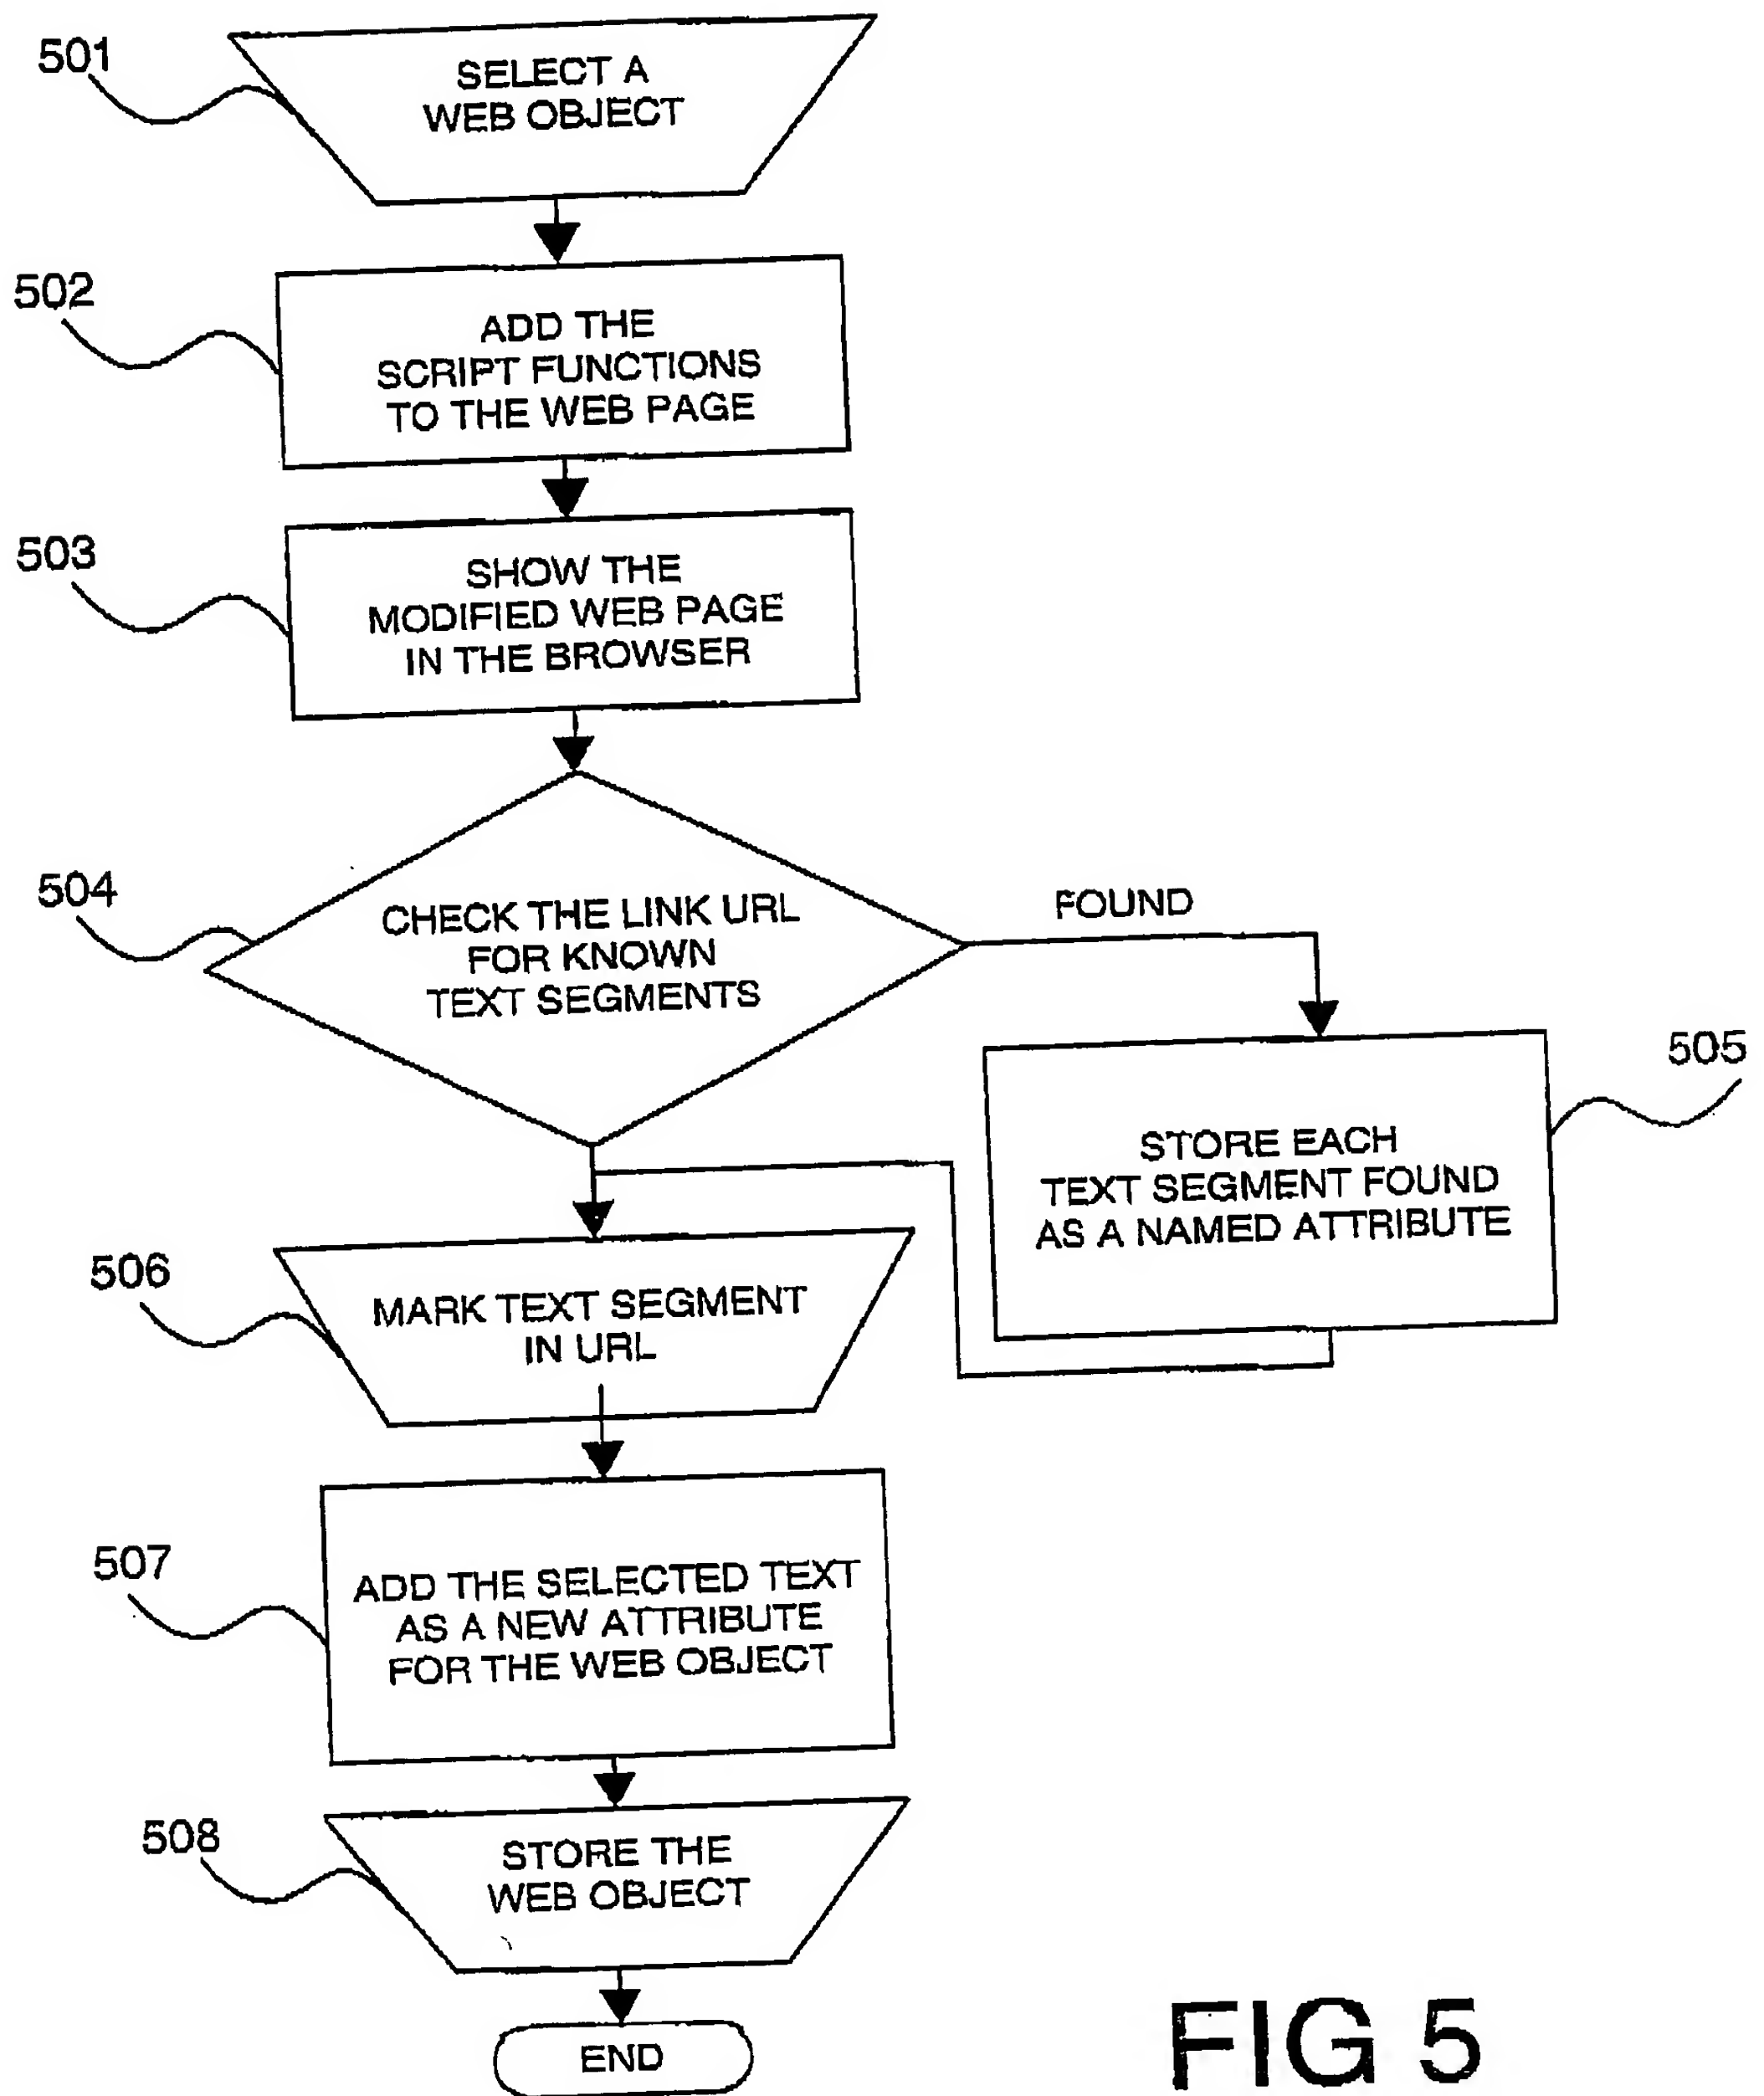 501
SELECT A
WEB OBJECT
502
ADD THE
SCRIPT FUNCTIONS
TO THE WEB PAGE
503
SHOW THE
MODIFIED WEB PAGE
IN THE BROWSER
504
CHECK THE LINK URL
FOR KNOWN
TEXT SEGMENTS
FOUND
505
STORE EACH
TEXT SEGMENT FOUND
AS A NAMED ATTRIBUTE
506
MARK TEXT SEGMENT
IN URL
507
ADD THE SELECTED TEXT
AS A NEW ATTRIBUTE
FOR THE WEB OBJECT
508
STORE THE
WEB OBJECT
END
FIG 5